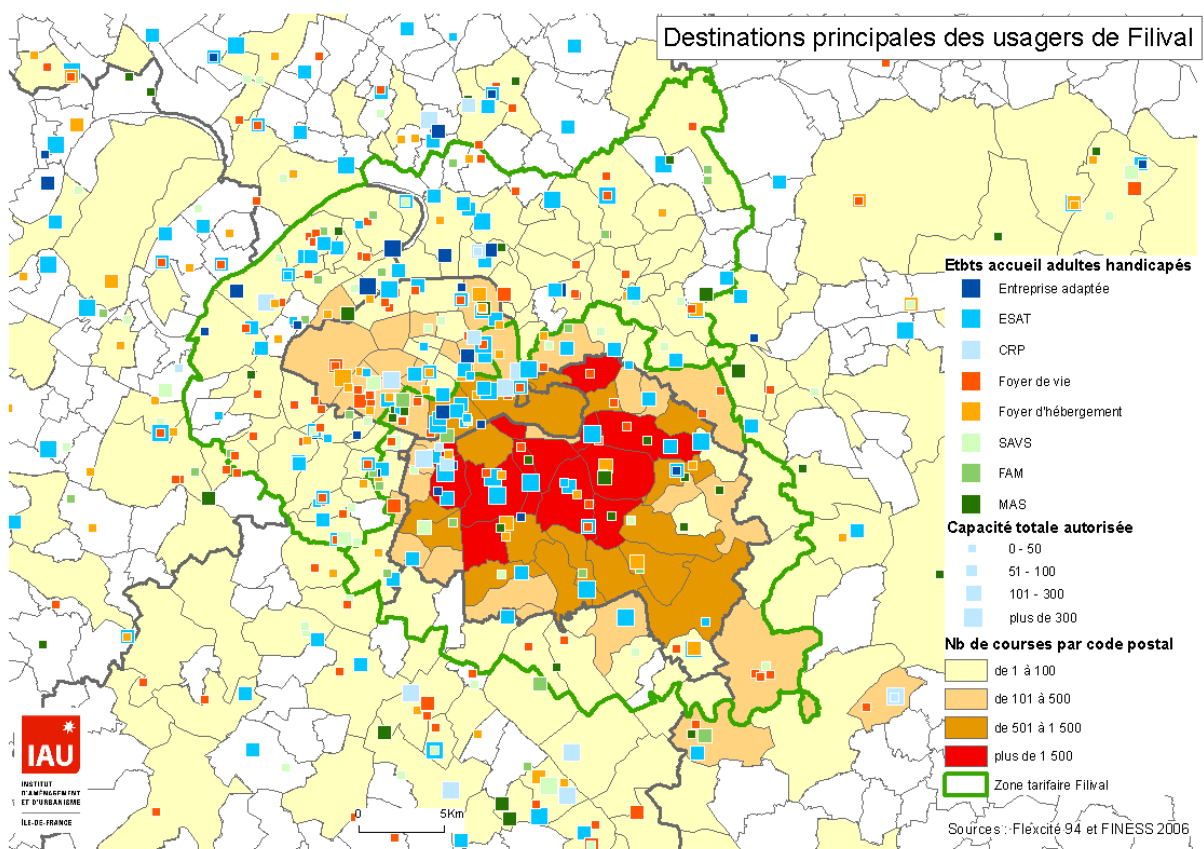 Destinations principales des usagers de Filival
Etbts accueil adultes handicapés
Entreprise adaptée
ESAT
CRP
Foyer de vie
Foyer d'hébergement
SAVS
FAM
MAS
Capacité totale autorisée
0 - 50
51 - 100
101 - 300
plus de 300
Nb de courses par code postal
de 1 à 100
de 101 à 500
de 501 à 1 500
plus de 1 500
Zone tarifaire Filival
IAU
INSTITUT
D'AMÉNAGEMENT
ET D'URBANISME
ÎLE-DE-FRANCE
0 5Km
Sources : Flexcité 94 et FINESS 2006